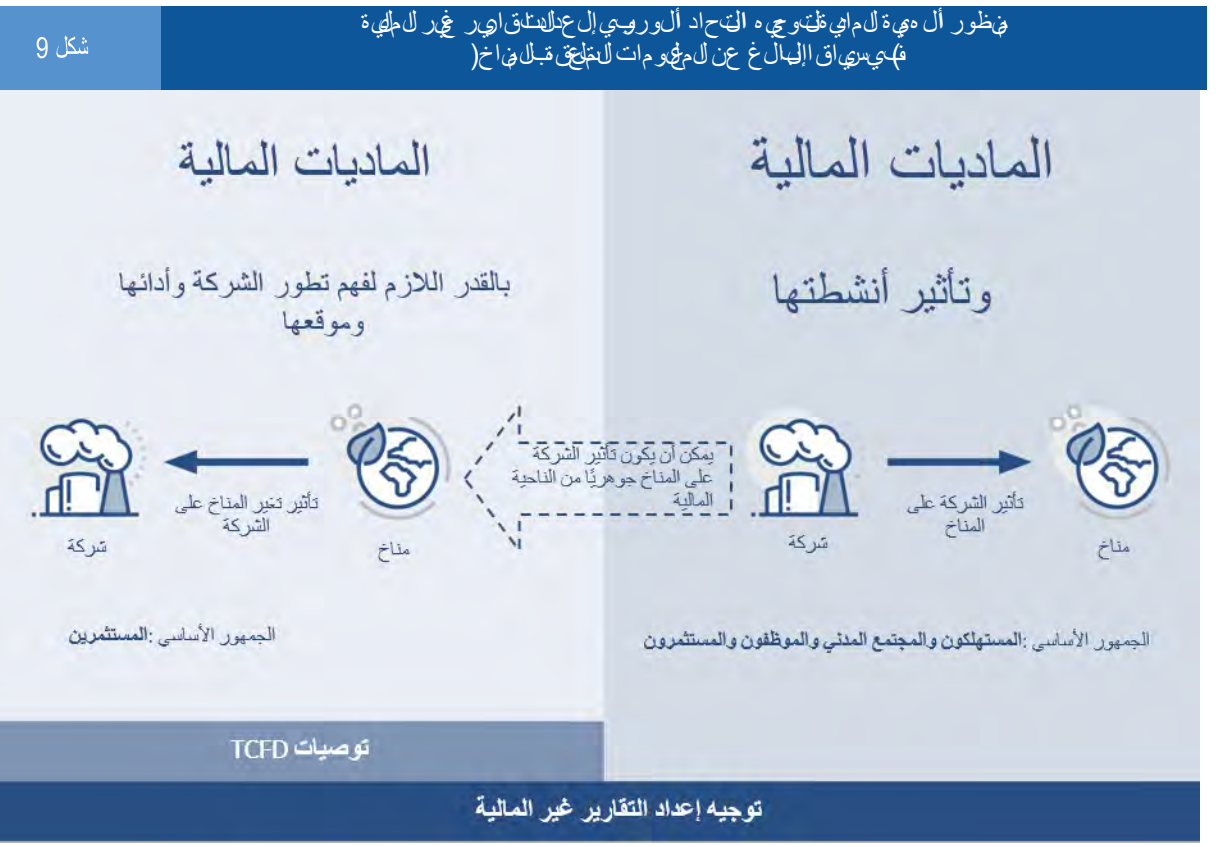 شكل 9
الماديات المالية
وتأثير أنشطتها
الماديات المالية
بالقدر اللازم لفهم تطور الشركة وأدائها
وموقعها
تأثير الشركة على
المناخ
شركة
مناخ
يمكن أن يكون تأثير الشركة
على المناخ جوهريًا من الناحية
المالية
تأثير تغير المناخ على
الشركة
مناخ
شركة
الجمهور الأساسي :المستهلكون والمجتمع المدني والموظفون والمستثمرون
الجمهور الأساسي :المستثمرين
توصيات TCFD
توجيه إعداد التقارير غير المالية